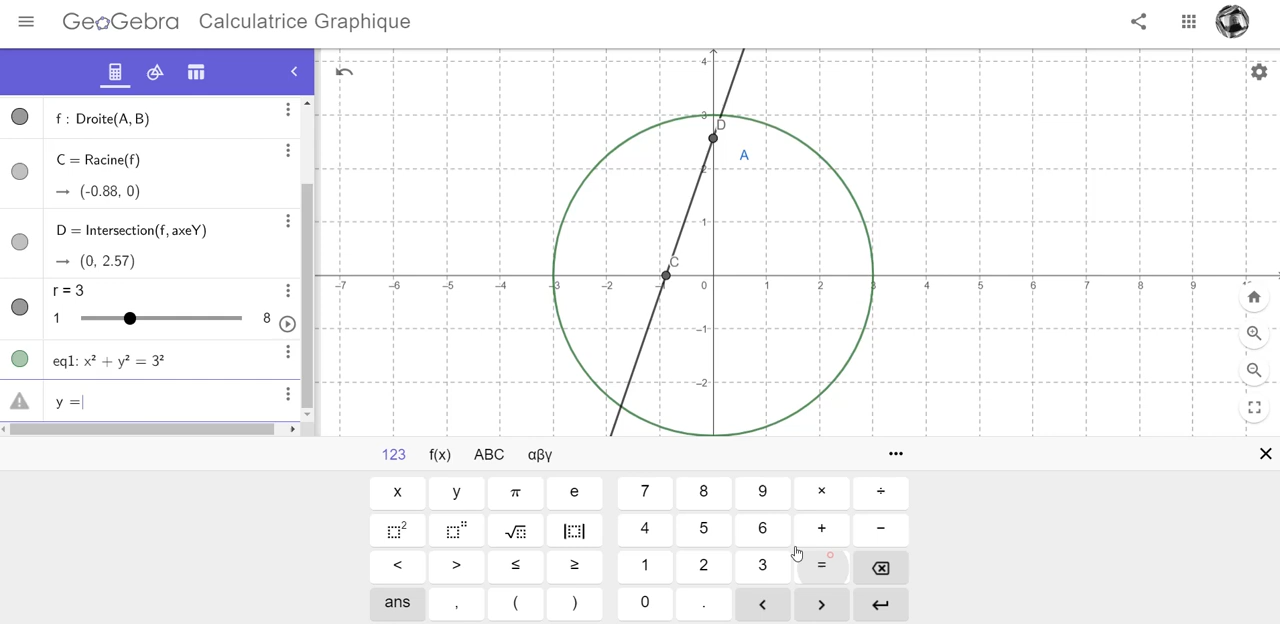 GeoGebra Calculatrice Graphique
f : Droite(A, B)
C = Racine(f)
→ (-0.88, 0)
D = Intersection(f, axeY)
→ (0, 2.57)
r = 3
1 8
eq1: x² + y² = 3²
y =
4
3
2
1
-1
-2
-7 -6 -5 -4 -3 -2 -1 0 1 2 3 4 5 6 7 8 9
D
A
C
123 f(x) ABC αβγ •••
x y π e 7 8 9 × ÷
2 √ 4 5 6 + −
< > ≤ ≥ 1 2 3 =
ans , ( ) 0 . < >